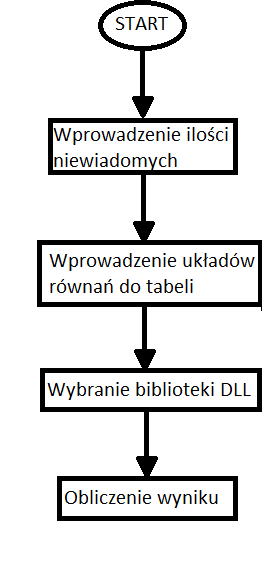 START
Wprowadzenie ilości
niewiadomych
Wprowadzenie układów
równań do tabeli
Wybranie biblioteki DLL
Obliczenie wyniku